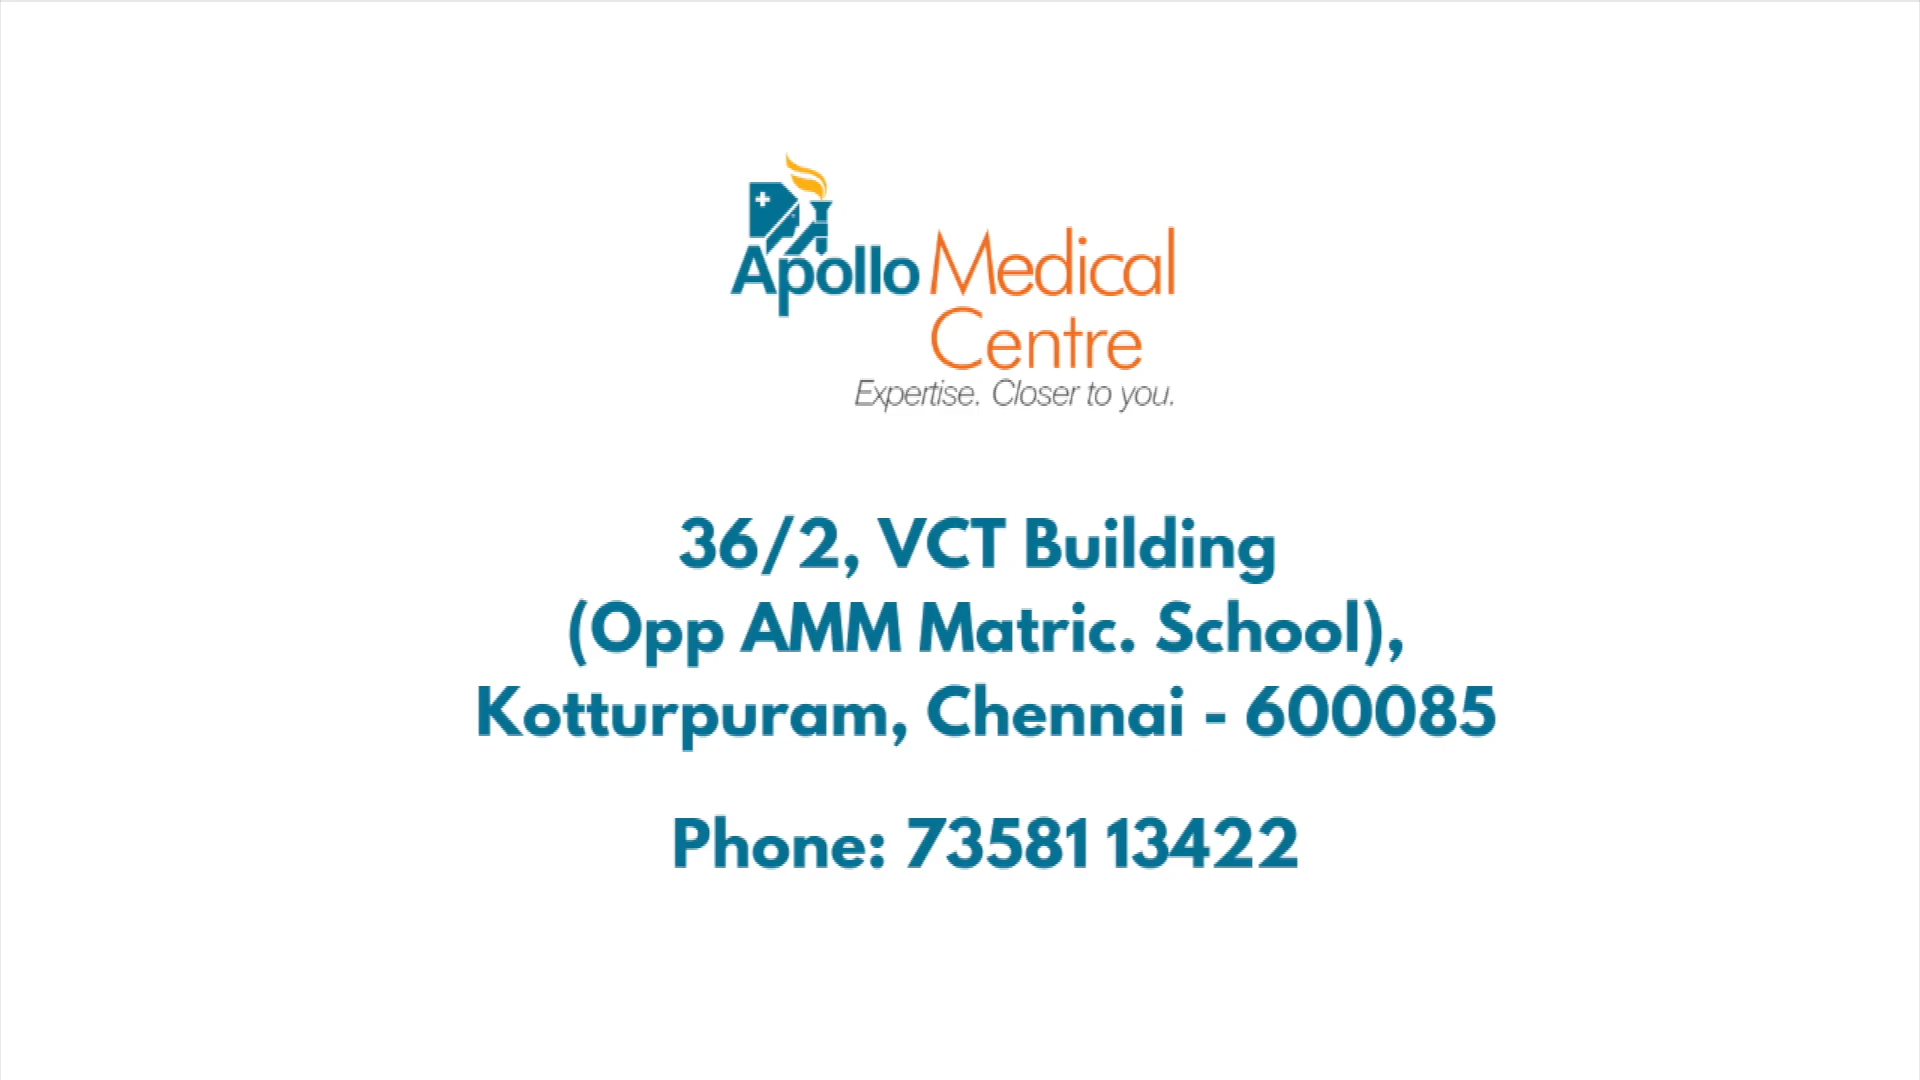 Apollo Medical
Centre
Expertise. Closer to you.
36/2, VCT Building
(Opp AMM Matric. School),
Kotturpuram, Chennai - 600085
Phone: 73581 13422